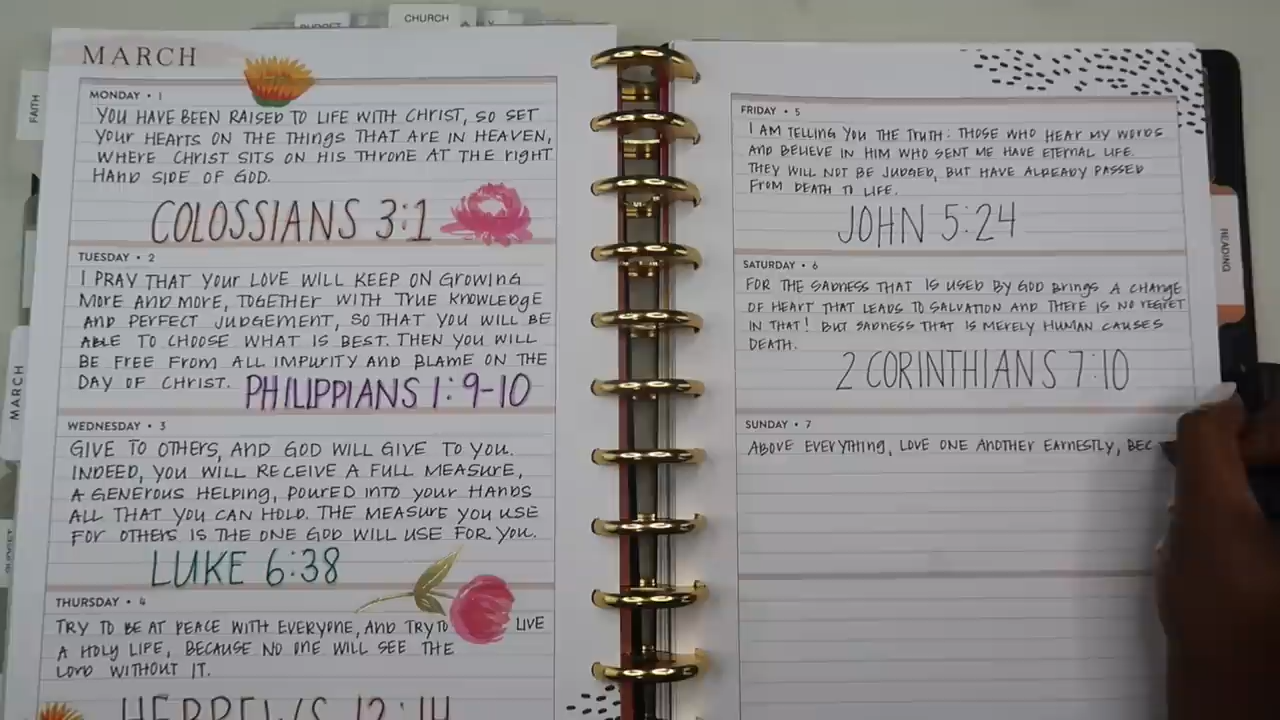 BUDGET
CHURCH
FAITH
MARCH
BUDGET
MARCH
MONDAY • 1
YOU HAVE BEEN RAISED TO LIFE WITH CHRIST, SO SET
YOUR HEARTS ON THE THINGS THAT ARE IN HEAVEN,
WHERE CHRIST SITS ON HIS THRONE AT THE RIGHT
HAND SIDE OF GOD.
COLOSSIANS 3:1
TUESDAY • 2
I PRAY THAT YOUR LOVE WILL KEEP ON GROWING
MORE AND MORE, TOGETHER WITH TRUE KNOWLEDGE
AND PERFECT JUDGEMENT, SO THAT YOU WILL BE
ABLE TO CHOOSE WHAT IS BEST. THEN YOU WILL
BE FREE FROM ALL IMPURITY AND BLAME ON THE
DAY OF CHRIST. PHILIPPIANS 1:9-10
WEDNESDAY • 3
GIVE TO OTHERS, AND GOD WILL GIVE TO YOU.
INDEED, YOU WILL RECEIVE A FULL MEASURE,
A GENEROUS HELPING, POURED INTO YOUR HANDS
ALL THAT YOU CAN HOLD. THE MEASURE YOU USE
FOR OTHERS IS THE ONE GOD WILL USE FOR YOU.
LUKE 6:38
THURSDAY • 4
TRY TO BE AT PEACE WITH EVERYONE, AND TRY TO LIVE
A HOLY LIFE, BECAUSE NO ONE WILL SEE THE
LORD WITHOUT IT.
HEBREWS 12:14
FRIDAY • 5
I AM TELLING YOU THE TRUTH: THOSE WHO HEAR MY WORDS
AND BELIEVE IN HIM WHO SENT ME HAVE ETERNAL LIFE.
THEY WILL NOT BE JUDGED, BUT HAVE ALREADY PASSED
FROM DEATH TO LIFE.
JOHN 5:24
SATURDAY • 6
FOR THE SADNESS THAT IS USED BY GOD BRINGS A CHANGE
OF HEART THAT LEADS TO SALVATION AND THERE IS NO REGRET
IN THAT! BUT SADNESS THAT IS MERELY HUMAN CAUSES
DEATH.
2 CORINTHIANS 7:10
SUNDAY • 7
ABOVE EVERYTHING, LOVE ONE ANOTHER EARNESTLY, BEC
READING